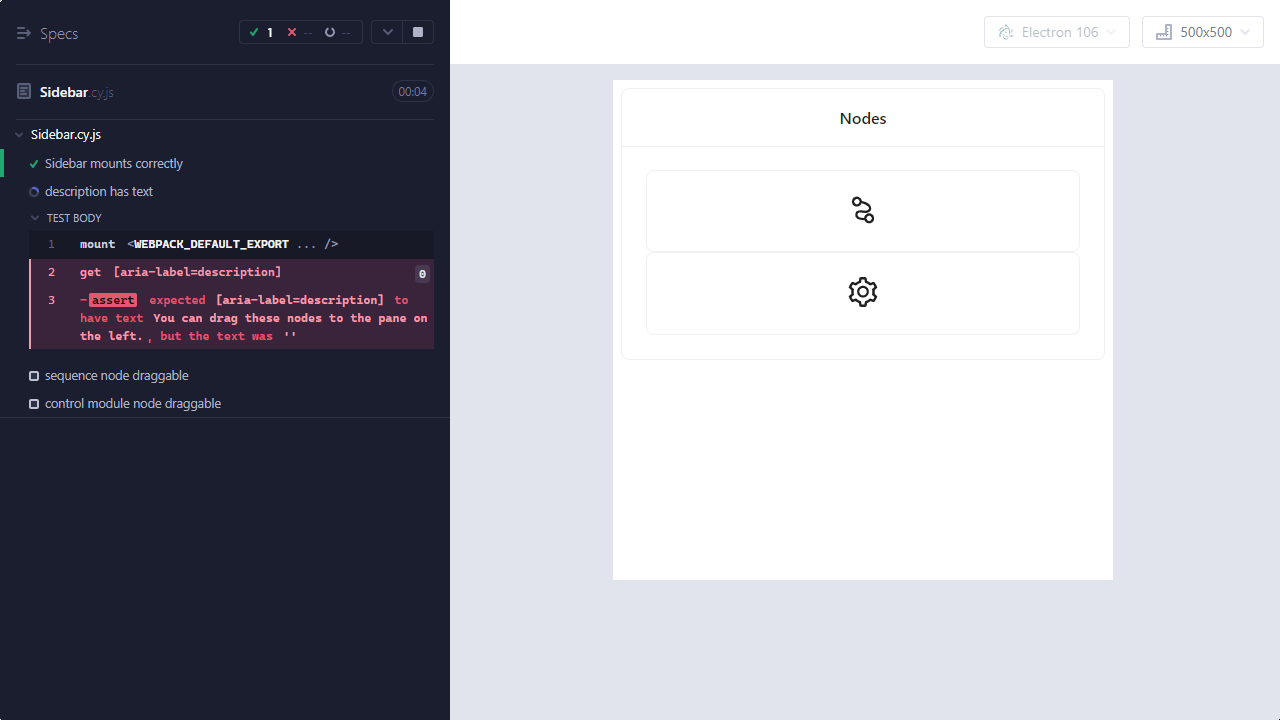 Specs
1
--
--
Sidebar.cy.js
00:04
Sidebar.cy.js
Sidebar mounts correctly
description has text
TEST BODY
1 mount <WEBPACK_DEFAULT_EXPORT ... />
2 get [aria-label=description] 0
3 -assert expected [aria-label=description] to
have text You can drag these nodes to the pane on
the left., but the text was ''
sequence node draggable
control module node draggable
Electron 106
500x500
Nodes